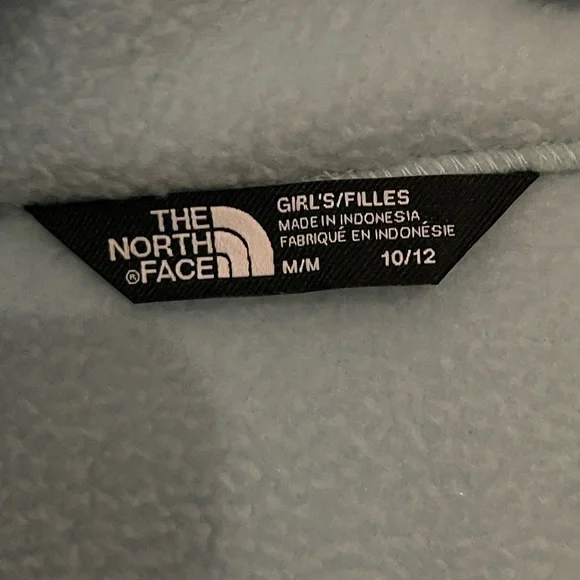 THE
NORTH
®FACE
GIRL'S/FILLES
MADE IN INDONESIA
FABRIQUÉ EN INDONÉSIE
M/M 10/12